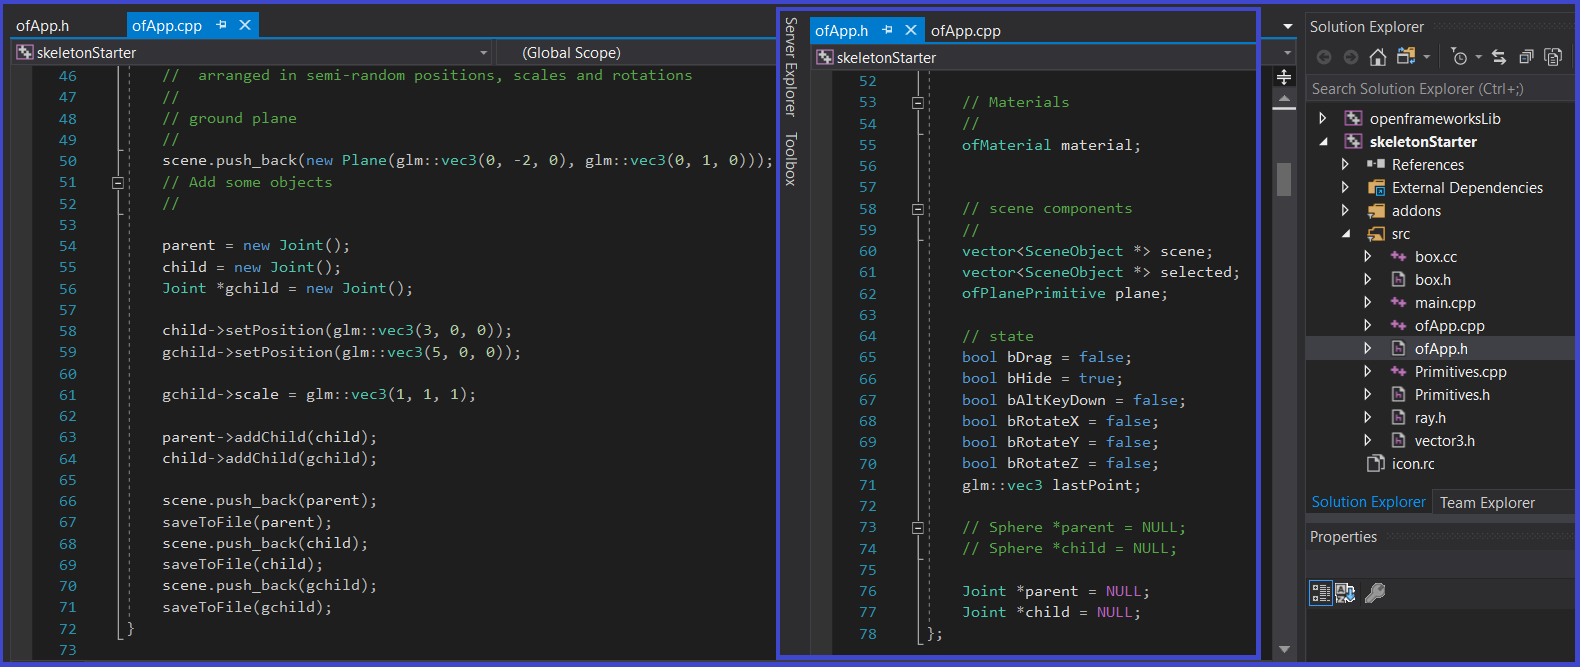 ofApp.h
ofApp.cpp
skeletonStarter
(Global Scope)
46 // arranged in semi-random positions, scales and rotations
47 //
48 // ground plane
49 //
50 scene.push_back(new Plane(glm::vec3(0, -2, 0), glm::vec3(0, 1, 0)));
51 // Add some objects
52 //
53
54 parent = new Joint();
55 child = new Joint();
56 Joint *gchild = new Joint();
57
58 child->setPosition(glm::vec3(3, 0, 0));
59 gchild->setPosition(glm::vec3(5, 0, 0));
60
61 gchild->scale = glm::vec3(1, 1, 1);
62
63 parent->addChild(child);
64 child->addChild(gchild);
65
66 scene.push_back(parent);
67 saveToFile(parent);
68 scene.push_back(child);
69 saveToFile(child);
70 scene.push_back(gchild);
71 saveToFile(gchild);
72 }
73
Server Explorer
Toolbox
ofApp.h
ofApp.cpp
skeletonStarter
52
53 // Materials
54 //
55 ofMaterial material;
56
57
58 // scene components
59 //
60 vector<SceneObject *> scene;
61 vector<SceneObject *> selected;
62 ofPlanePrimitive plane;
63
64 // state
65 bool bDrag = false;
66 bool bHide = true;
67 bool bAltKeyDown = false;
68 bool bRotateX = false;
69 bool bRotateY = false;
70 bool bRotateZ = false;
71 glm::vec3 lastPoint;
72
73 // Sphere *parent = NULL;
74 // Sphere *child = NULL;
75
76 Joint *parent = NULL;
77 Joint *child = NULL;
78 };
Solution Explorer
Search Solution Explorer (Ctrl+;)
openframeworksLib
skeletonStarter
References
External Dependencies
addons
src
box.cc
box.h
main.cpp
ofApp.cpp
ofApp.h
Primitives.cpp
Primitives.h
ray.h
vector3.h
icon.rc
Solution Explorer
Team Explorer
Properties